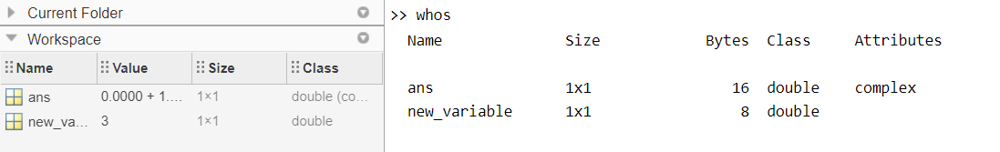 Current Folder
Workspace
Name Value Size Class
ans 0.0000 + 1.... 1×1 double (co...
new_va... 3 1×1 double
>> whos
Name Size Bytes Class Attributes
ans 1x1 16 double complex
new_variable 1x1 8 double